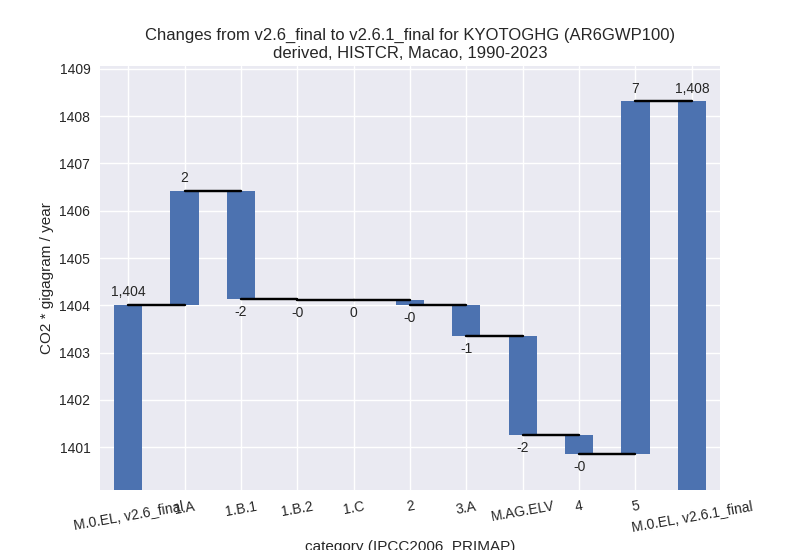 Changes from v2.6_final to v2.6.1_final for KYOTOGHG (AR6GWP100)
derived, HISTCR, Macao, 1990-2023
CO2 * gigagram / year
1409
1408
1407
1406
1405
1404
1403
1402
1401
1,404
2
-2
-0
0
-0
-1
-2
-0
7
1,408
M.0.EL, v2.6_final
1.A
1.B.1
1.B.2
1.C
2
3.A
M.AG.ELV
4
5
M.0.EL, v2.6.1_final
category (IPCC2006_PRIMAP)